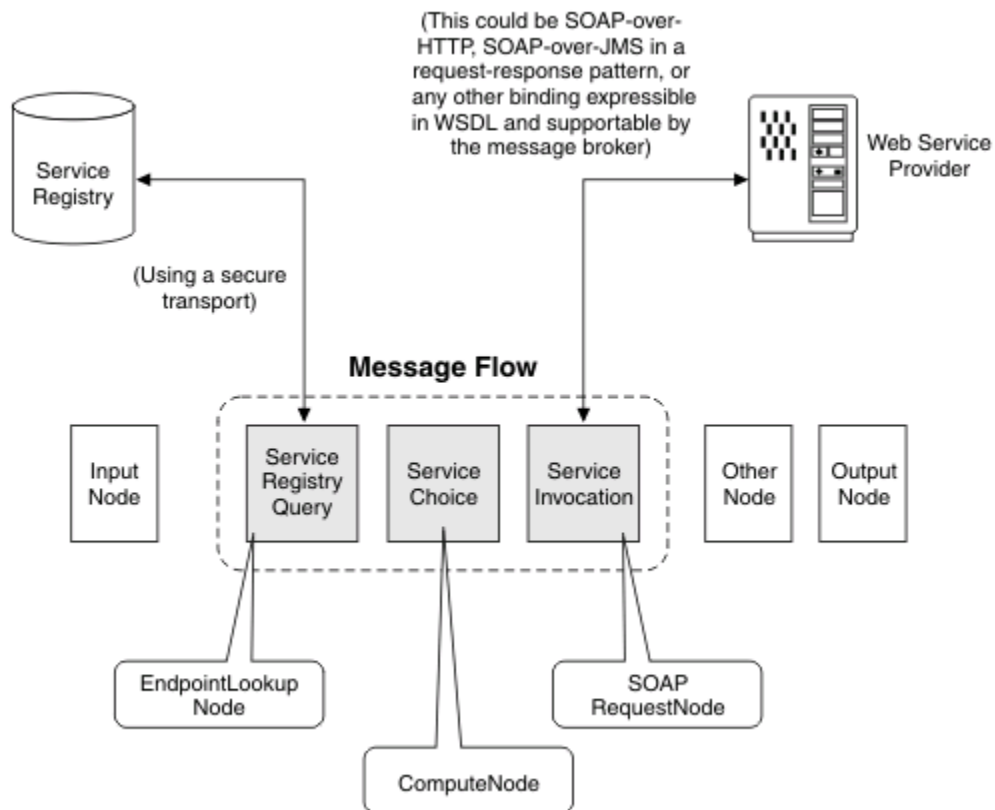 (This could be SOAP-over-
HTTP, SOAP-over-JMS in a
request-response pattern, or
any other binding expressible
in WSDL and supportable by
the message broker)
Service
Registry
Web Service
Provider
(Using a secure
transport)
Message Flow
Input
Node
Service
Registry
Query
Service
Choice
Service
Invocation
Other
Node
Output
Node
EndpointLookup
Node
SOAP
RequestNode
ComputeNode